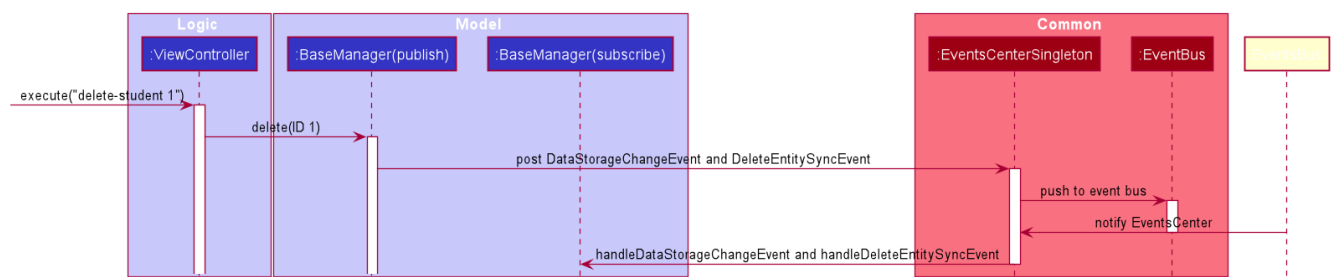 Logic
Model
Common
:ViewController
:BaseManager(publish)
:BaseManager(subscribe)
:EventsCenterSingleton
:EventBus
execute("delete-student 1")
delete(ID 1)
post DataStorageChangeEvent and DeleteEntitySyncEvent
push to event bus
notify EventsCenter
handleDataStorageChangeEvent and handleDeleteEntitySyncEvent